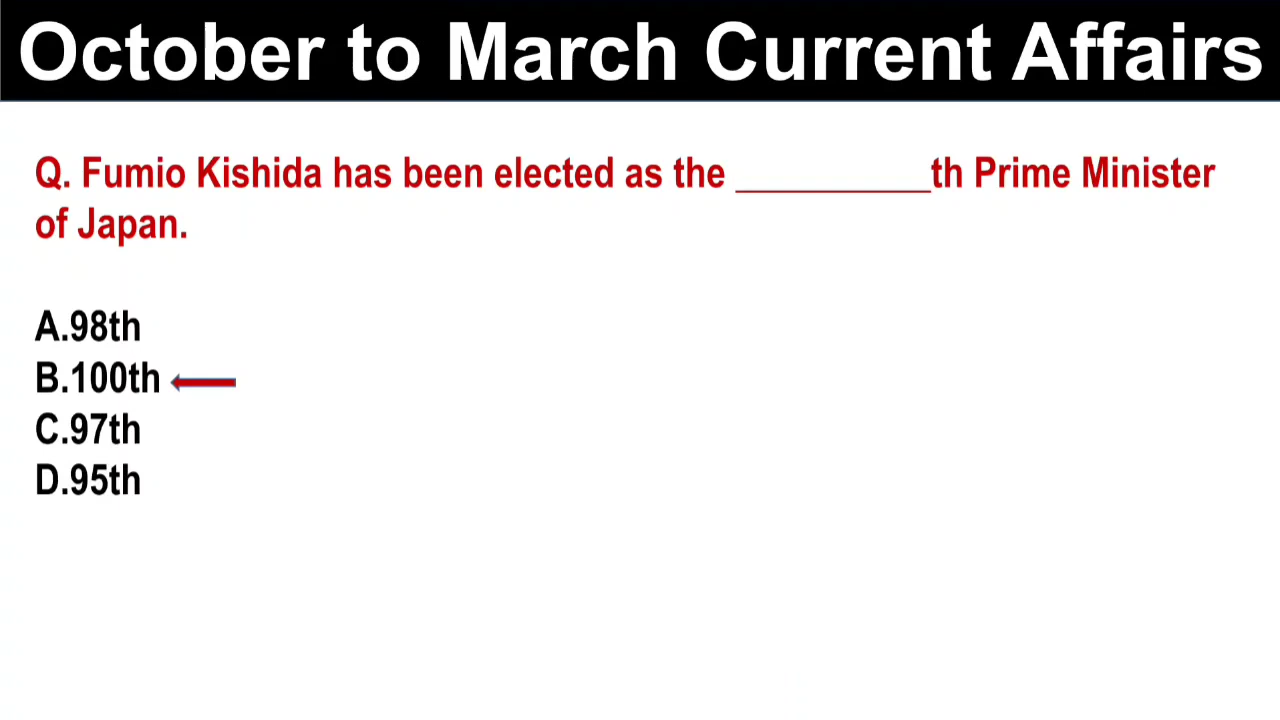 October to March Current Affairs
Q. Fumio Kishida has been elected as the __________th Prime Minister
of Japan.
A.98th
B.100th
C.97th
D.95th